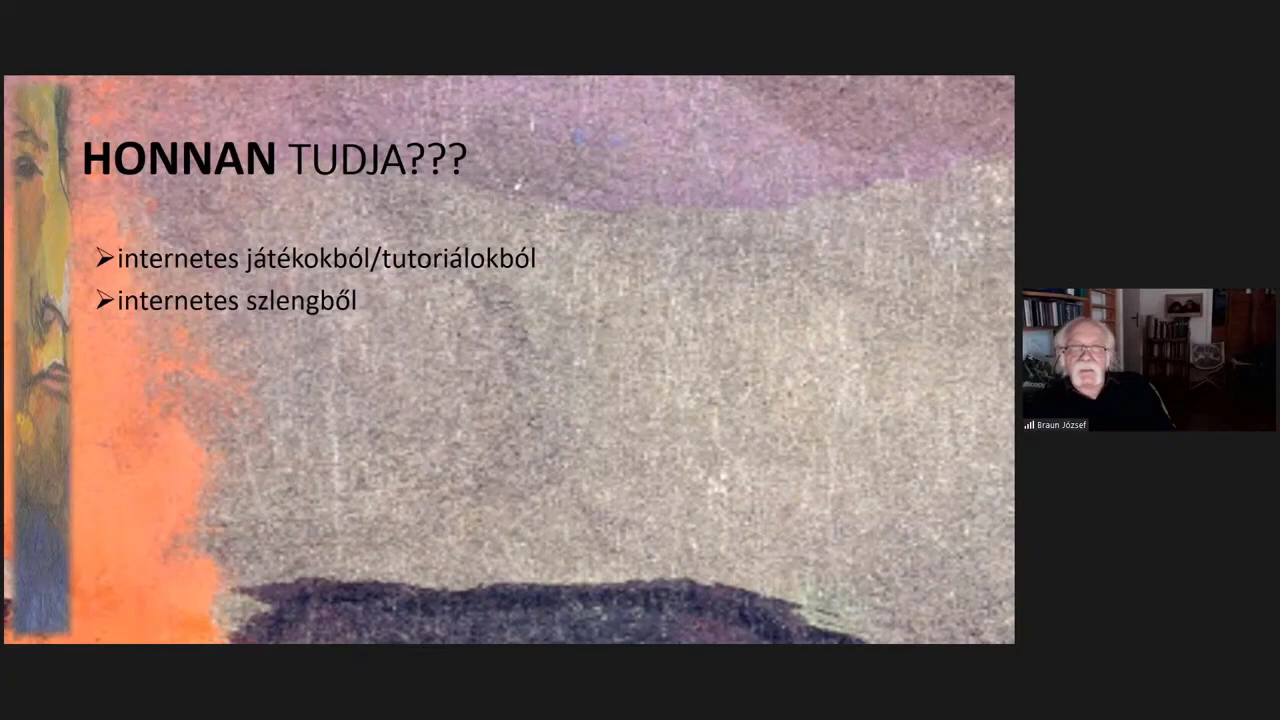 HONNAN TUDJA???
➢internetes játékokból/tutoriálokból
➢internetes szlengből
Braun József